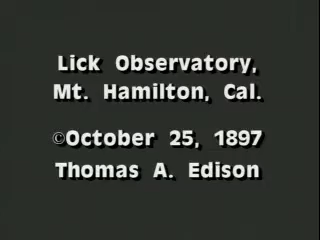 Lick Observatory,
Mt. Hamilton, Cal.
©October 25, 1897
Thomas A. Edison